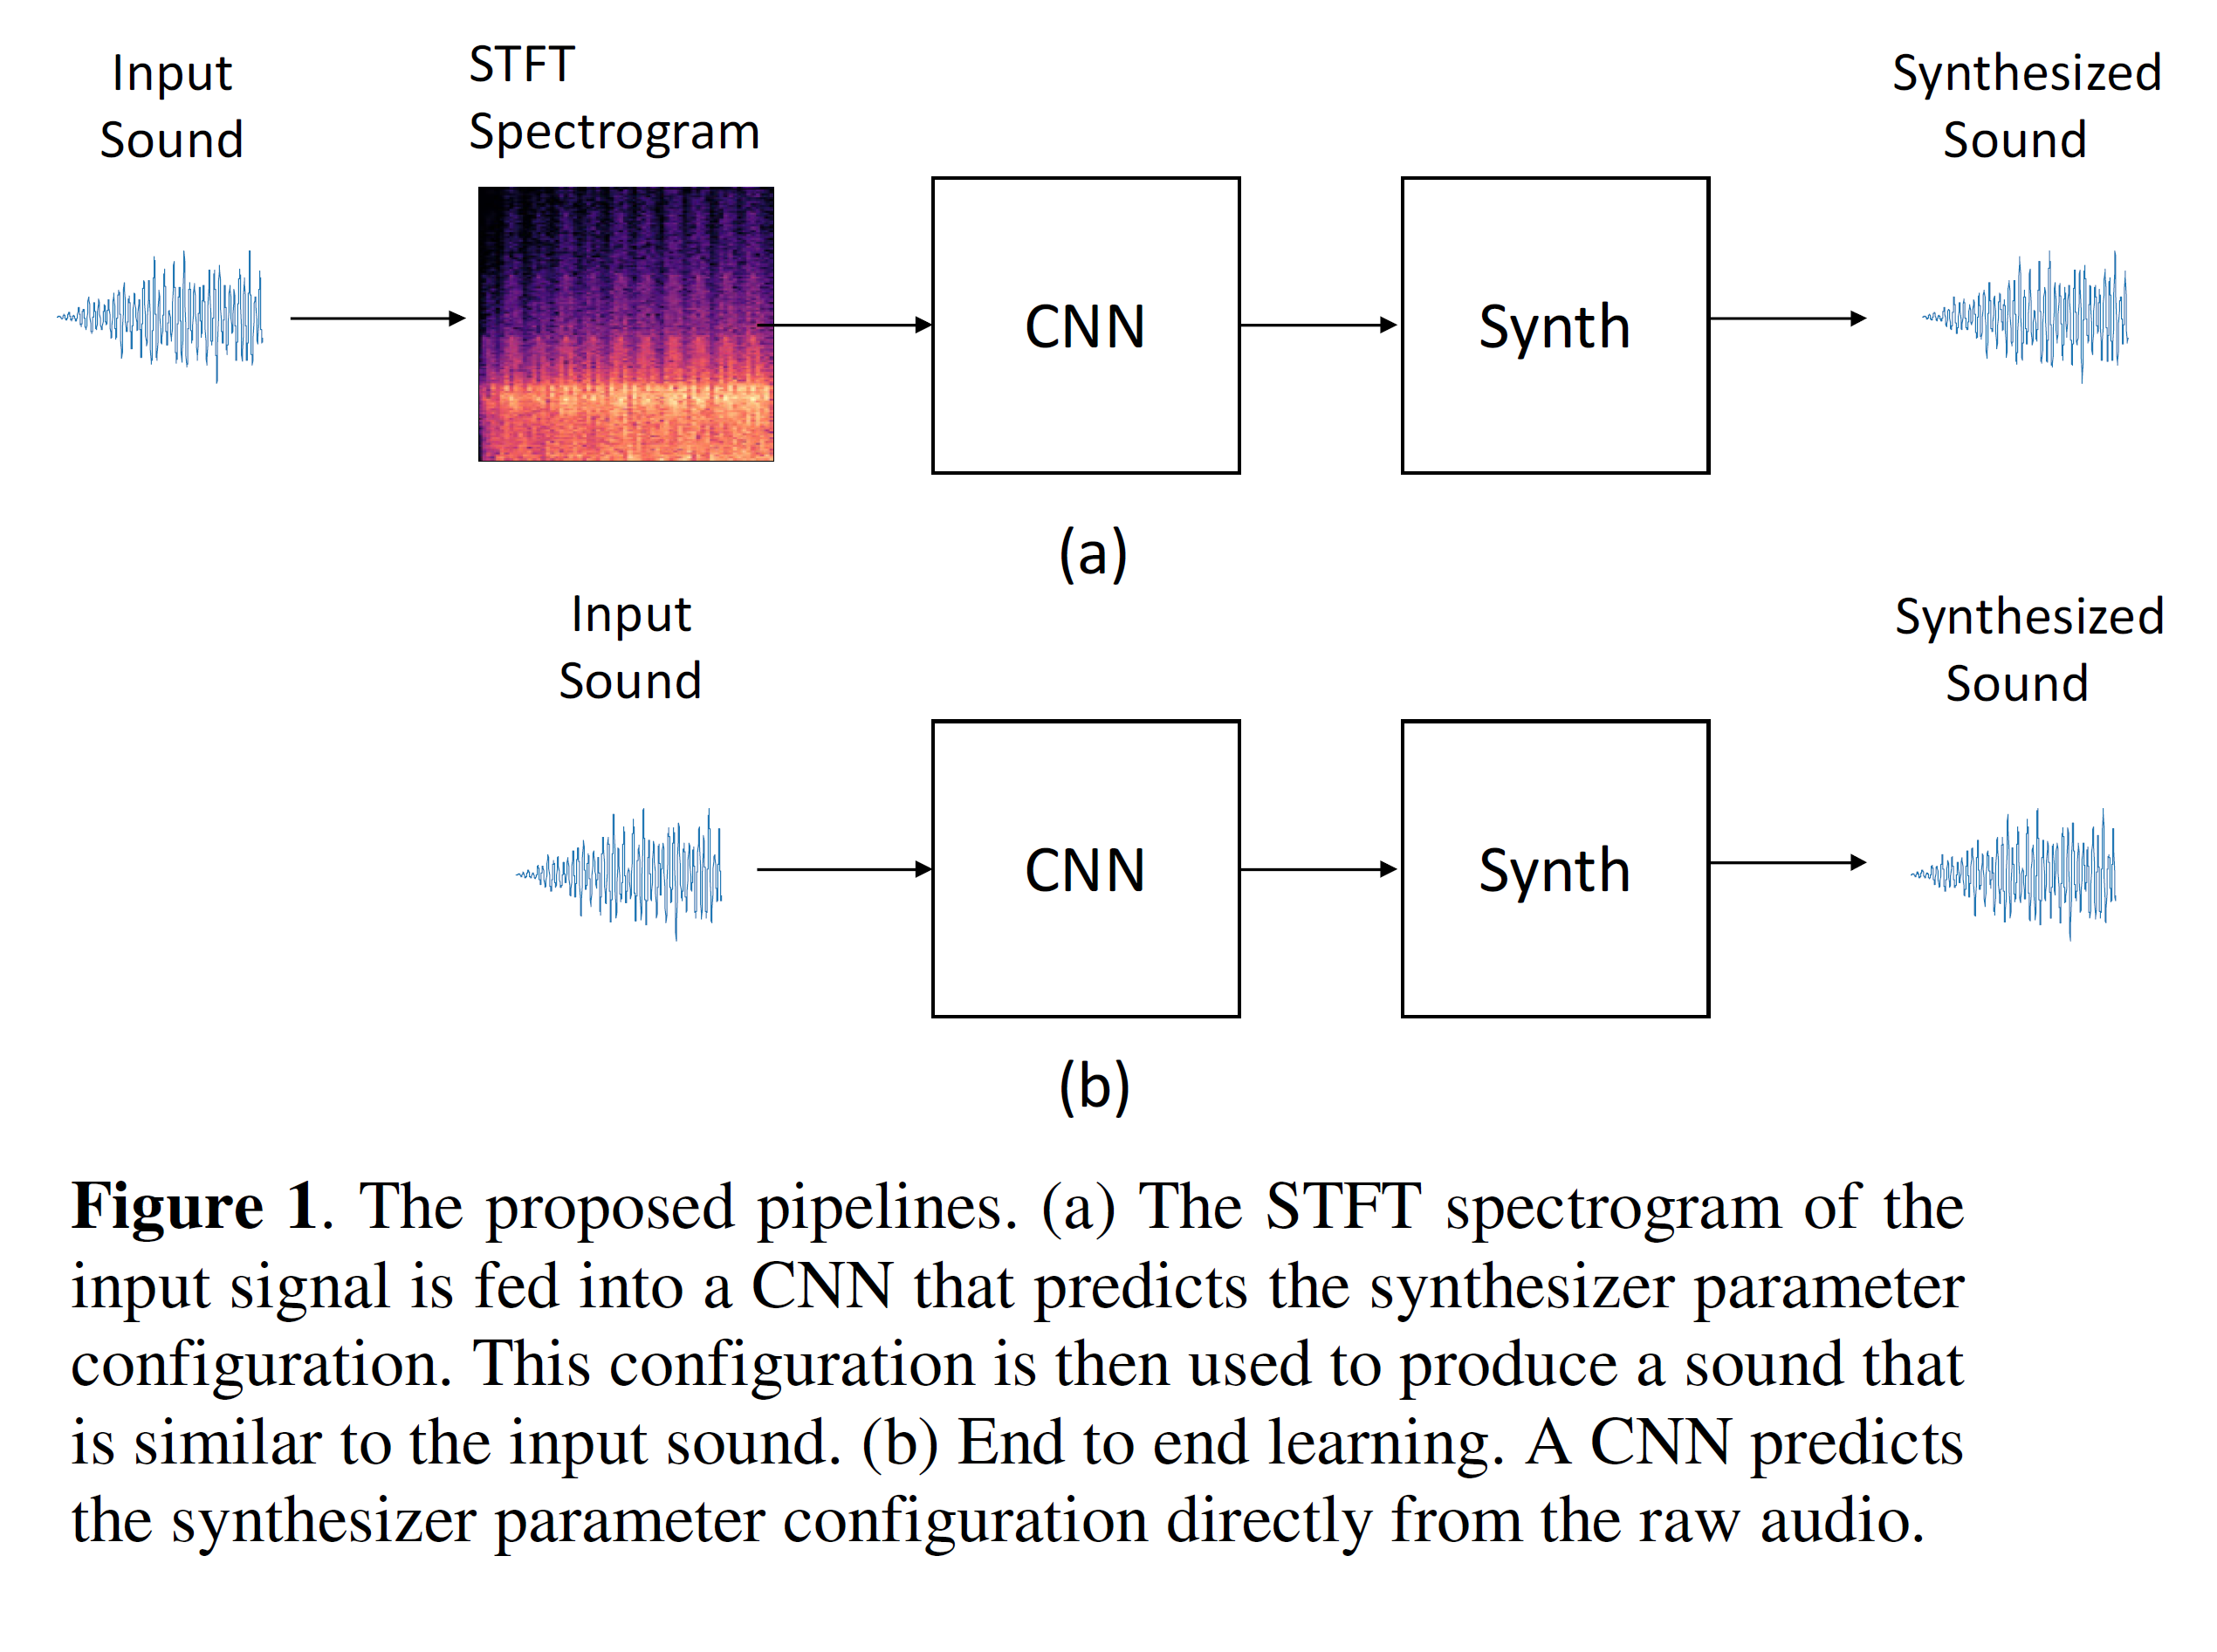 Input
Sound
STFT
Spectrogram
CNN
Synth
Synthesized
Sound
(a)
Input
Sound
CNN
Synth
Synthesized
Sound
(b)
Figure 1. The proposed pipelines. (a) The STFT spectrogram of the
input signal is fed into a CNN that predicts the synthesizer parameter
configuration. This configuration is then used to produce a sound that
is similar to the input sound. (b) End to end learning. A CNN predicts
the synthesizer parameter configuration directly from the raw audio.